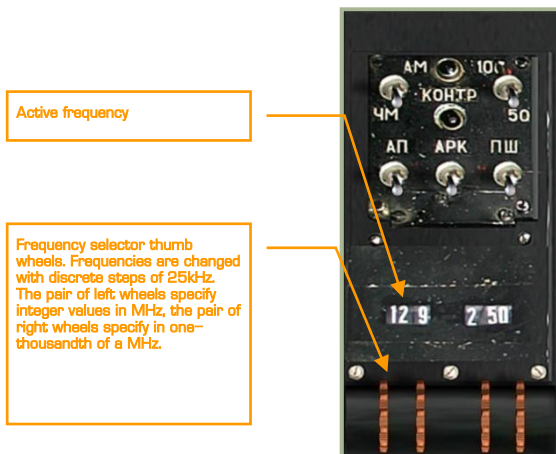 Active frequency
Frequency selector thumb
wheels. Frequencies are changed
with discrete steps of 25kHz.
The pair of left wheels specify
integer values in MHz, the pair of
right wheels specify in one-
thousandth of a MHz.
АМ 100
КОНТР
ЧМ 50
АП АРК ПШ
12 9 2 50